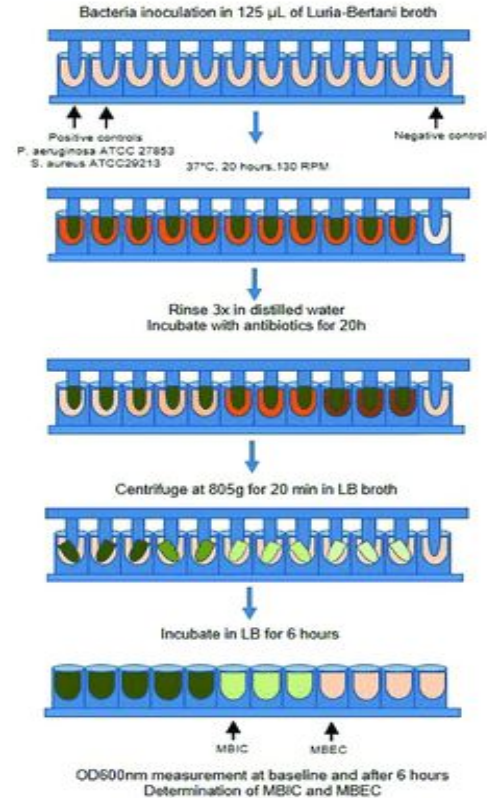 Bacteria inoculation in 125 µL of Luria-Bertani broth
Positive controls
P. aeruginosa ATCC 27853
S. aureus ATCC29213
Negative control
37°C, 20 hours,130 RPM
Rinse 3x in distilled water
Incubate with antibiotics for 20h
Centrifuge at 805g for 20 min in LB broth
Incubate in LB for 6 hours
MBIC
MBEC
OD600nm measurement at baseline and after 6 hours
Determination of MBIC and MBEC